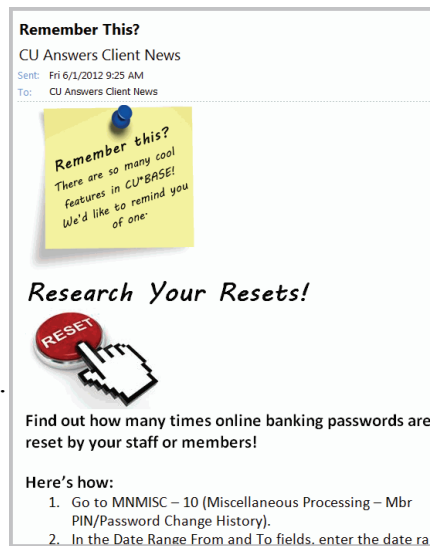 Remember This?
CU Answers Client News
Sent: Fri 6/1/2012 9:25 AM
To: CU Answers Client News
Remember this?
There are so many cool
features in CU*BASE!
We'd like to remind you
of one.
Research Your Resets!
RESET
Find out how many times online banking passwords are
reset by your staff or members!
Here's how:
1. Go to MNMISC – 10 (Miscellaneous Processing – Mbr
PIN/Password Change History).
2. In the Date Range From and To fields, enter the date ra